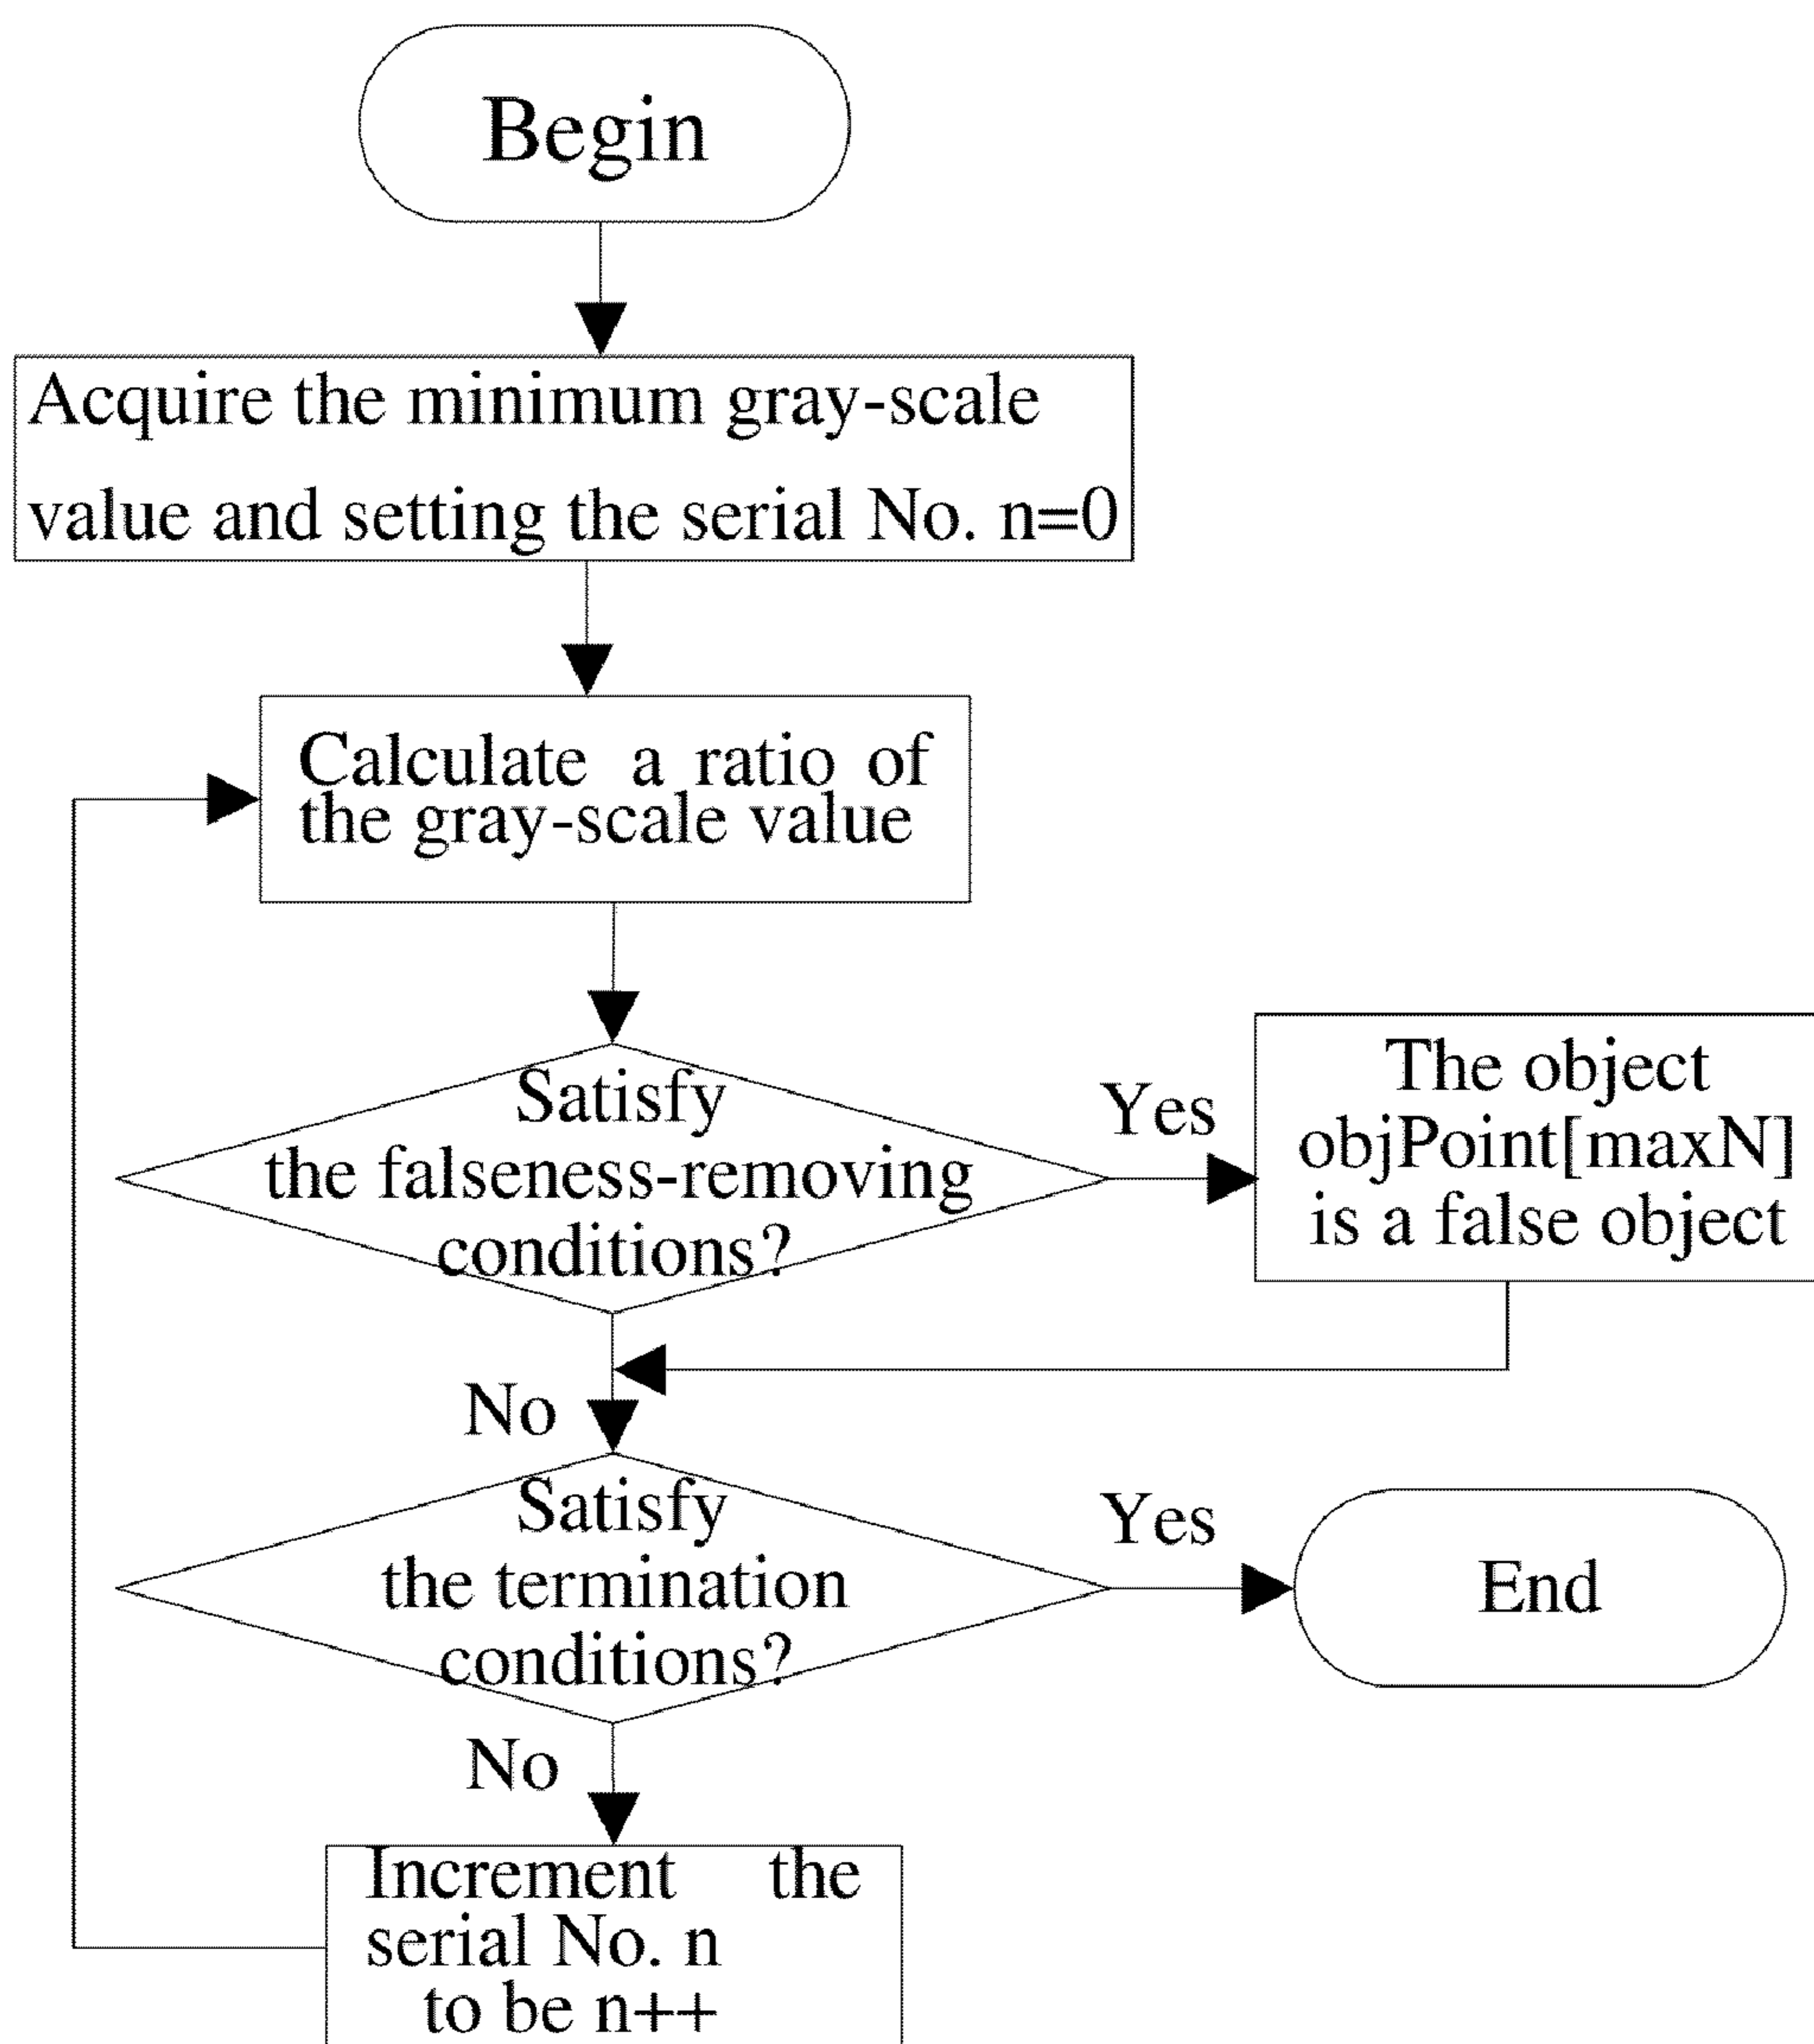 Begin
Acquire the minimum gray-scale
value and setting the serial No. n=0
Calculate a ratio of
the gray-scale value
Satisfy
the falseness-removing
conditions?
Yes
The object
objPoint[maxN]
is a false object
No
Satisfy
the termination
conditions?
Yes
End
No
Increment the
serial No. n
to be n++